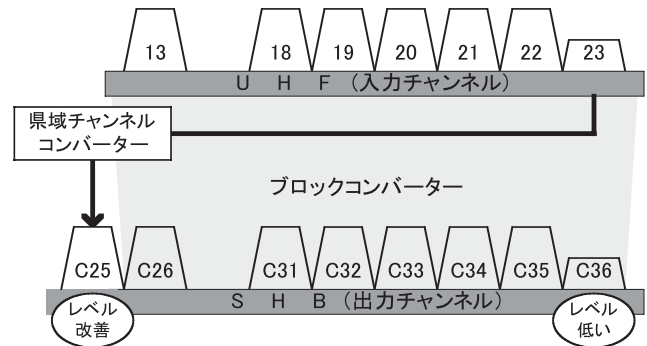 13 18 19 20 21 22 23
U H F (入力チャンネル)
県域チャンネル
コンバーター
ブロックコンバーター
C25 C26 C31 C32 C33 C34 C35 C36
S H B (出力チャンネル)
レベル
改善
レベル
低い